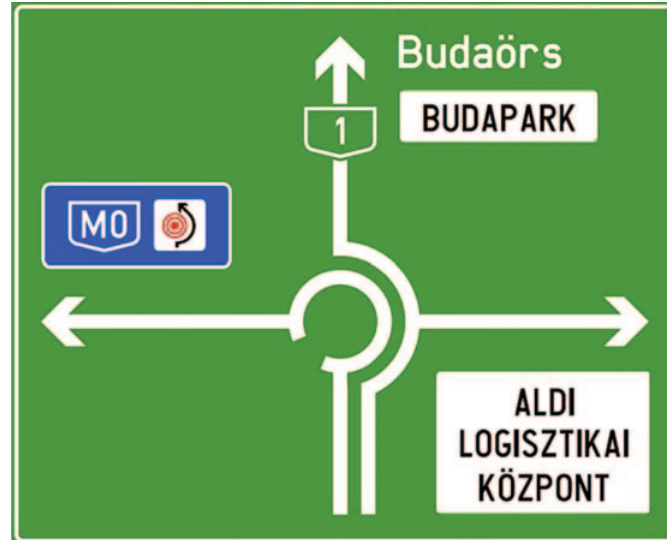 Budaörs
1
BUDAPARK
M0
ALDI
LOGISZTIKAI
KÖZPONT